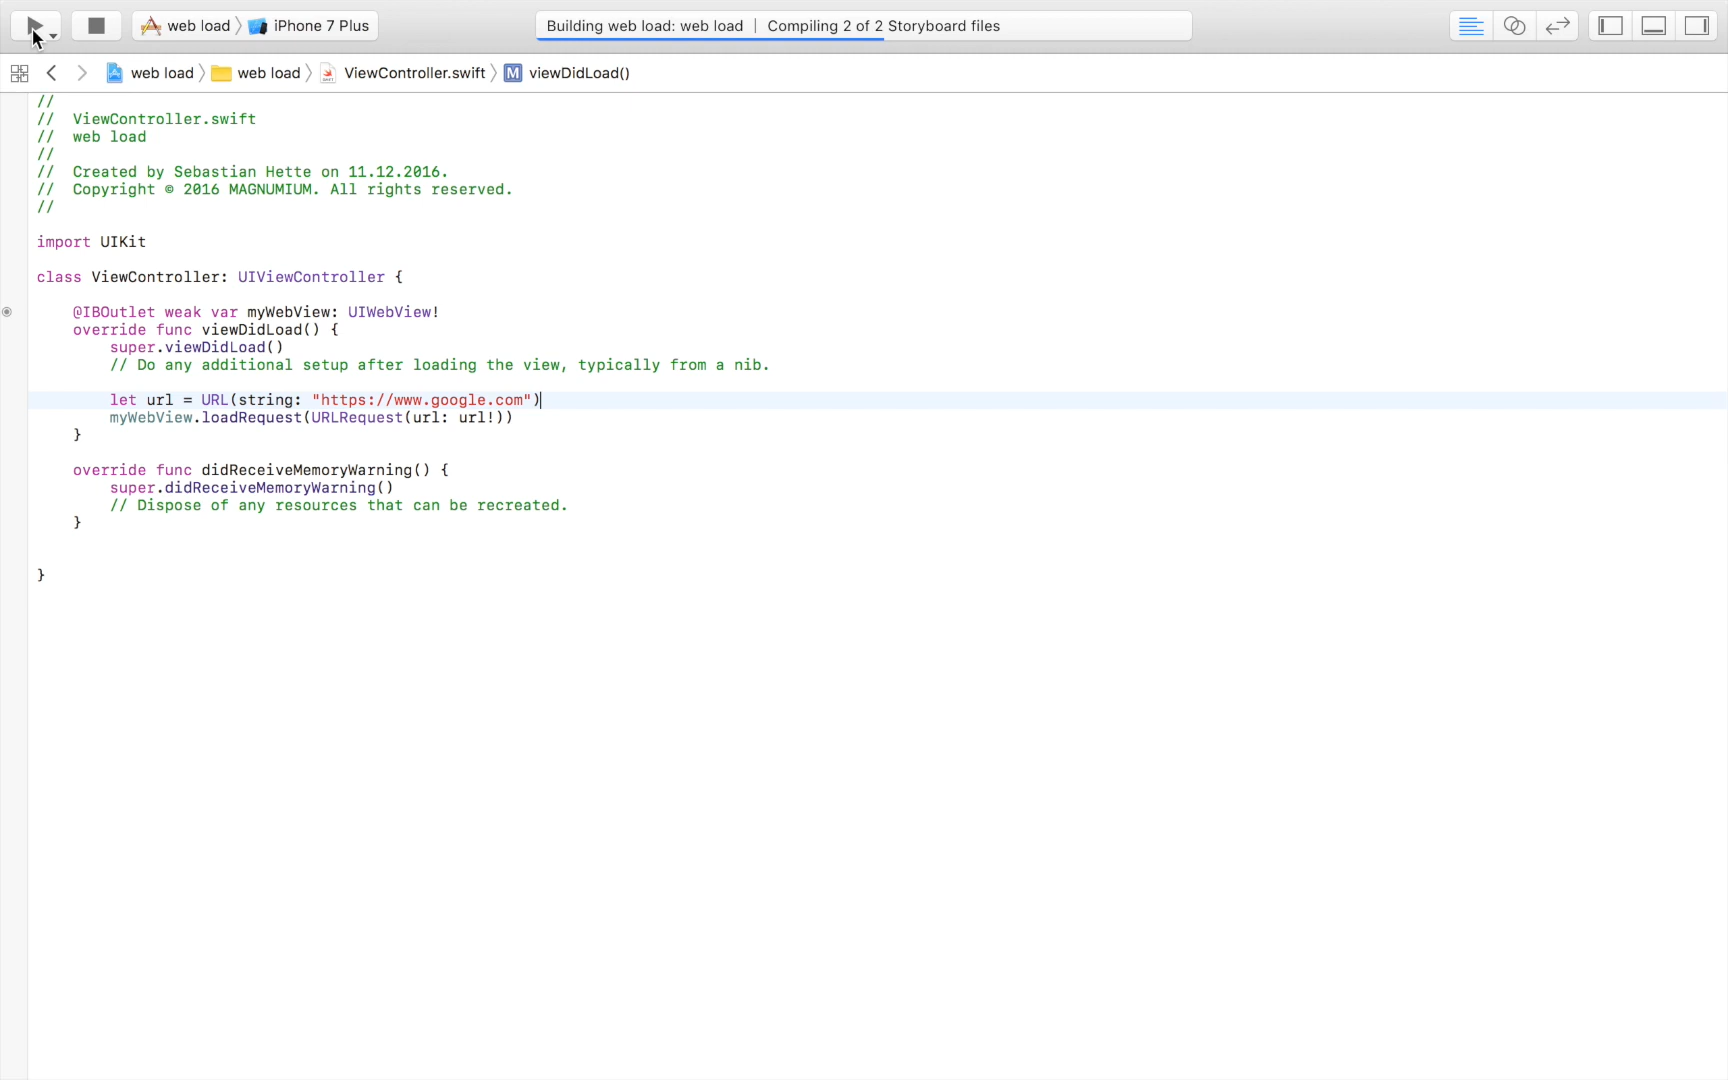 web load iPhone 7 Plus Building web load: web load | Compiling 2 of 2 Storyboard files
web load web load ViewController.swift M viewDidLoad()
//
// ViewController.swift
// web load
//
// Created by Sebastian Hette on 11.12.2016.
// Copyright © 2016 MAGNUMIUM. All rights reserved.
//
import UIKit
class ViewController: UIViewController {
@IBOutlet weak var myWebView: UIWebView!
override func viewDidLoad() {
super.viewDidLoad()
// Do any additional setup after loading the view, typically from a nib.
let url = URL(string: "https://www.google.com")
myWebView.loadRequest(URLRequest(url: url!))
}
override func didReceiveMemoryWarning() {
super.didReceiveMemoryWarning()
// Dispose of any resources that can be recreated.
}
}